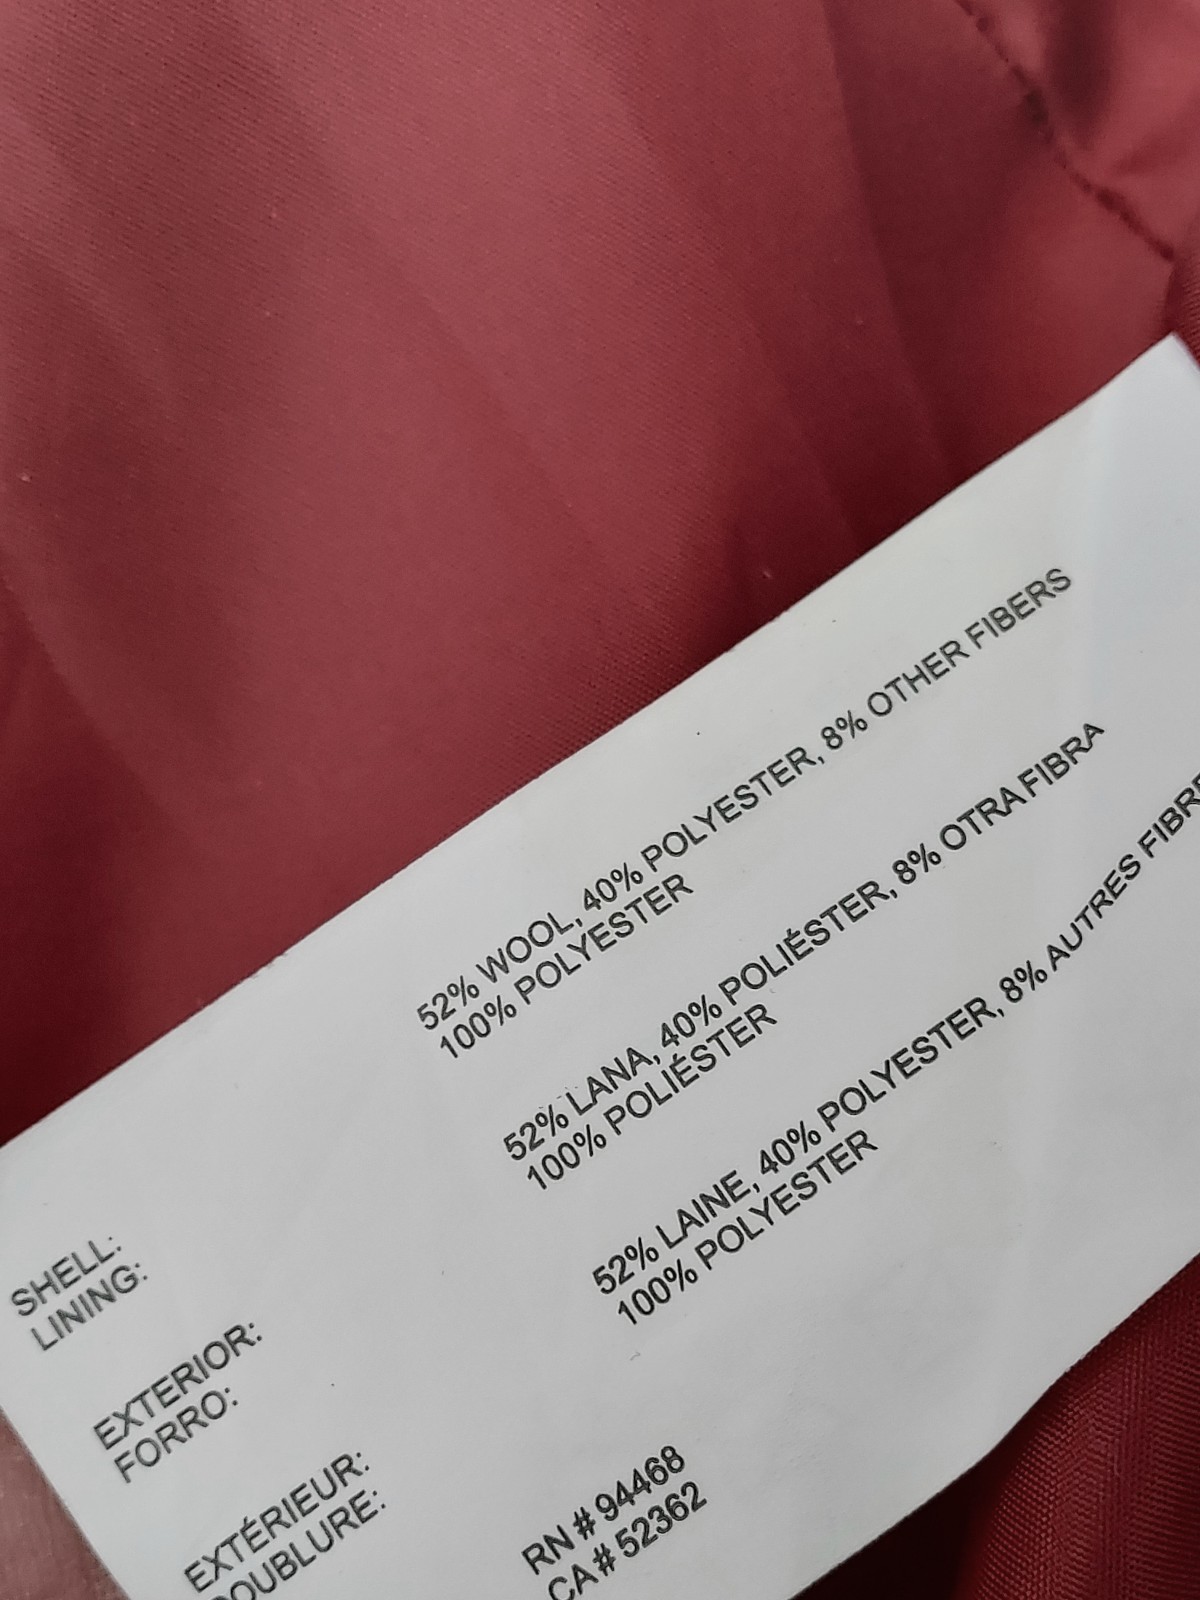 SHELL: 52% WOOL, 40% POLYESTER, 8% OTHER FIBERS
LINING: 100% POLYESTER
EXTERIOR: 52% LANA, 40% POLIÉSTER, 8% OTRA FIBRA
FORRO: 100% POLIÉSTER
EXTÉRIEUR: 52% LAINE, 40% POLYESTER, 8% AUTRES
DOUBLURE: 100% POLYESTER
RN # 94468
CA # 52362